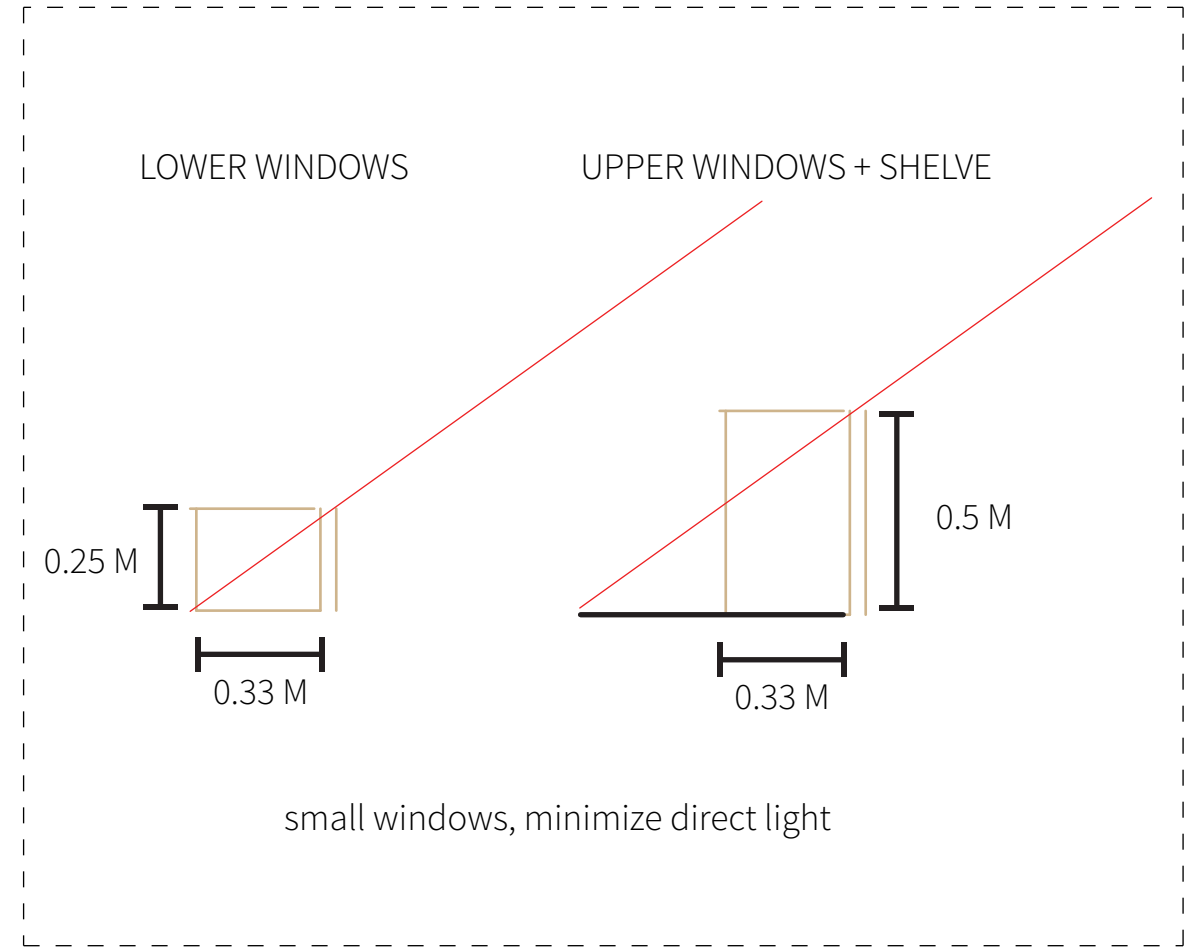 LOWER WINDOWS
UPPER WINDOWS + SHELVE
0.25 M
0.5 M
0.33 M
0.33 M
small windows, minimize direct light